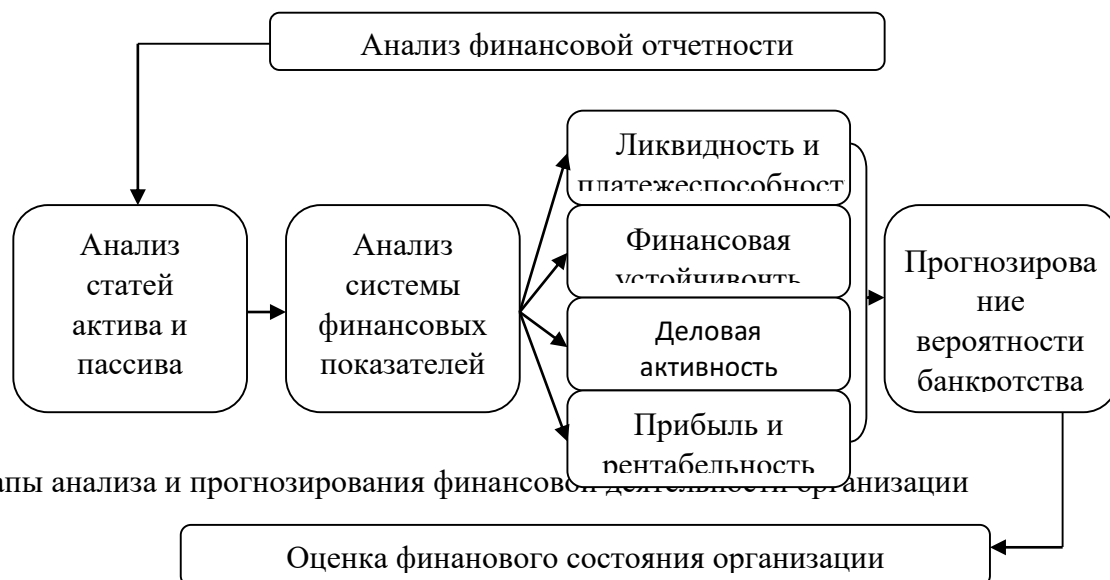 Анализ финансовой отчетности
Анализ
статей
актива и
пассива
Анализ
системы
финансовых
показателей
Ликвидность и
платежеспособност
Финансовая
устойчивочть
Деловая
активность
Прибыль и
рентабельность
Прогнозирова
ние
вероятности
банкротства
апы анализа и прогнозирования финансовой деятельности организации
Оценка финанового состояния организации